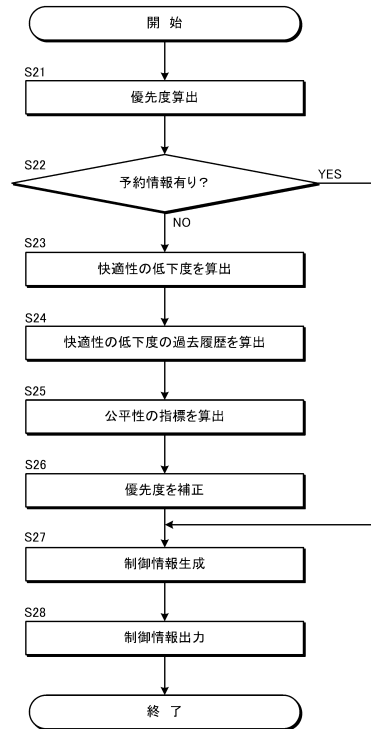 開 始
S21
優先度算出
S22
予約情報有り？
YES
NO
S23
快適性の低下度を算出
S24
快適性の低下度の過去履歴を算出
S25
公平性の指標を算出
S26
優先度を補正
S27
制御情報生成
S28
制御情報出力
終 了